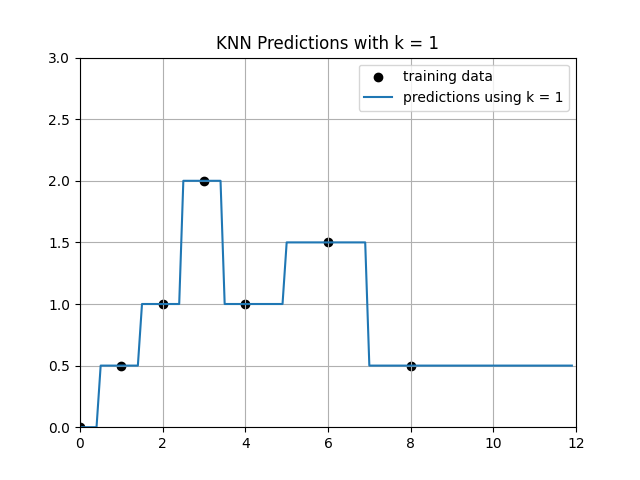 KNN Predictions with k = 1
training data
predictions using k = 1
3.0
2.5
2.0
1.5
1.0
0.5
0.0
0 2 4 6 8 10 12